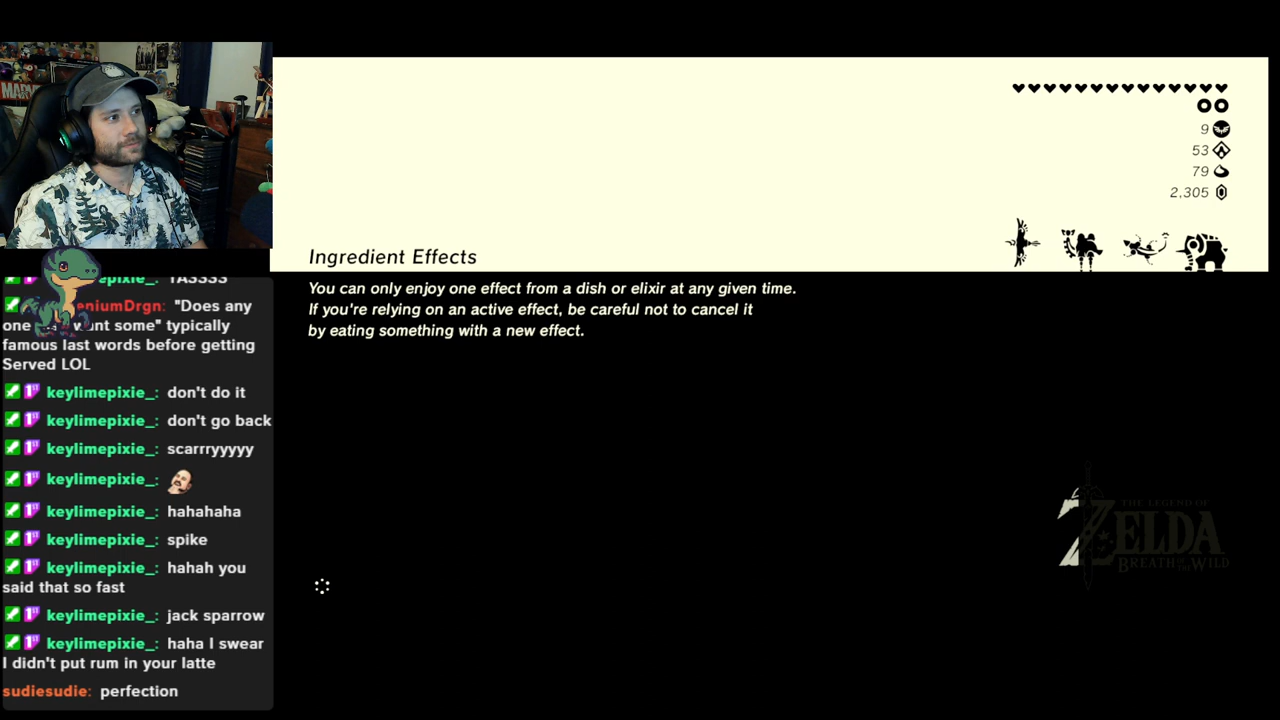 MARVEL
9
53
79
2,305
Ingredient Effects
You can only enjoy one effect from a dish or elixir at any given time.
If you're relying on an active effect, be careful not to cancel it
by eating something with a new effect.
THE LEGEND OF
ZELDA
BREATH OF THE WILD
YASSSS
"Does any
one want some" typically
famous last words before getting
Served LOL
keylimepixie_: don't do it
keylimepixie_: don't go back
keylimepixie_: scarrryyyyy
keylimepixie_:
keylimepixie_: hahahaha
keylimepixie_: spike
keylimepixie_: hahah you
said that so fast
keylimepixie_: jack sparrow
keylimepixie_: haha I swear
I didn't put rum in your latte
sudiesudie: perfection